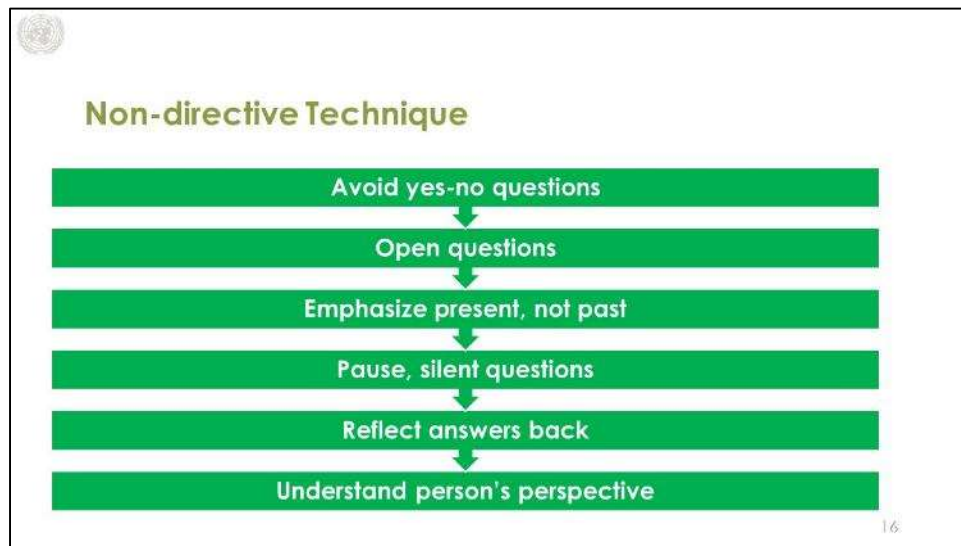 Non-directive Technique
Avoid yes-no questions
Open questions
Emphasize present, not past
Pause, silent questions
Reflect answers back
Understand person's perspective
16